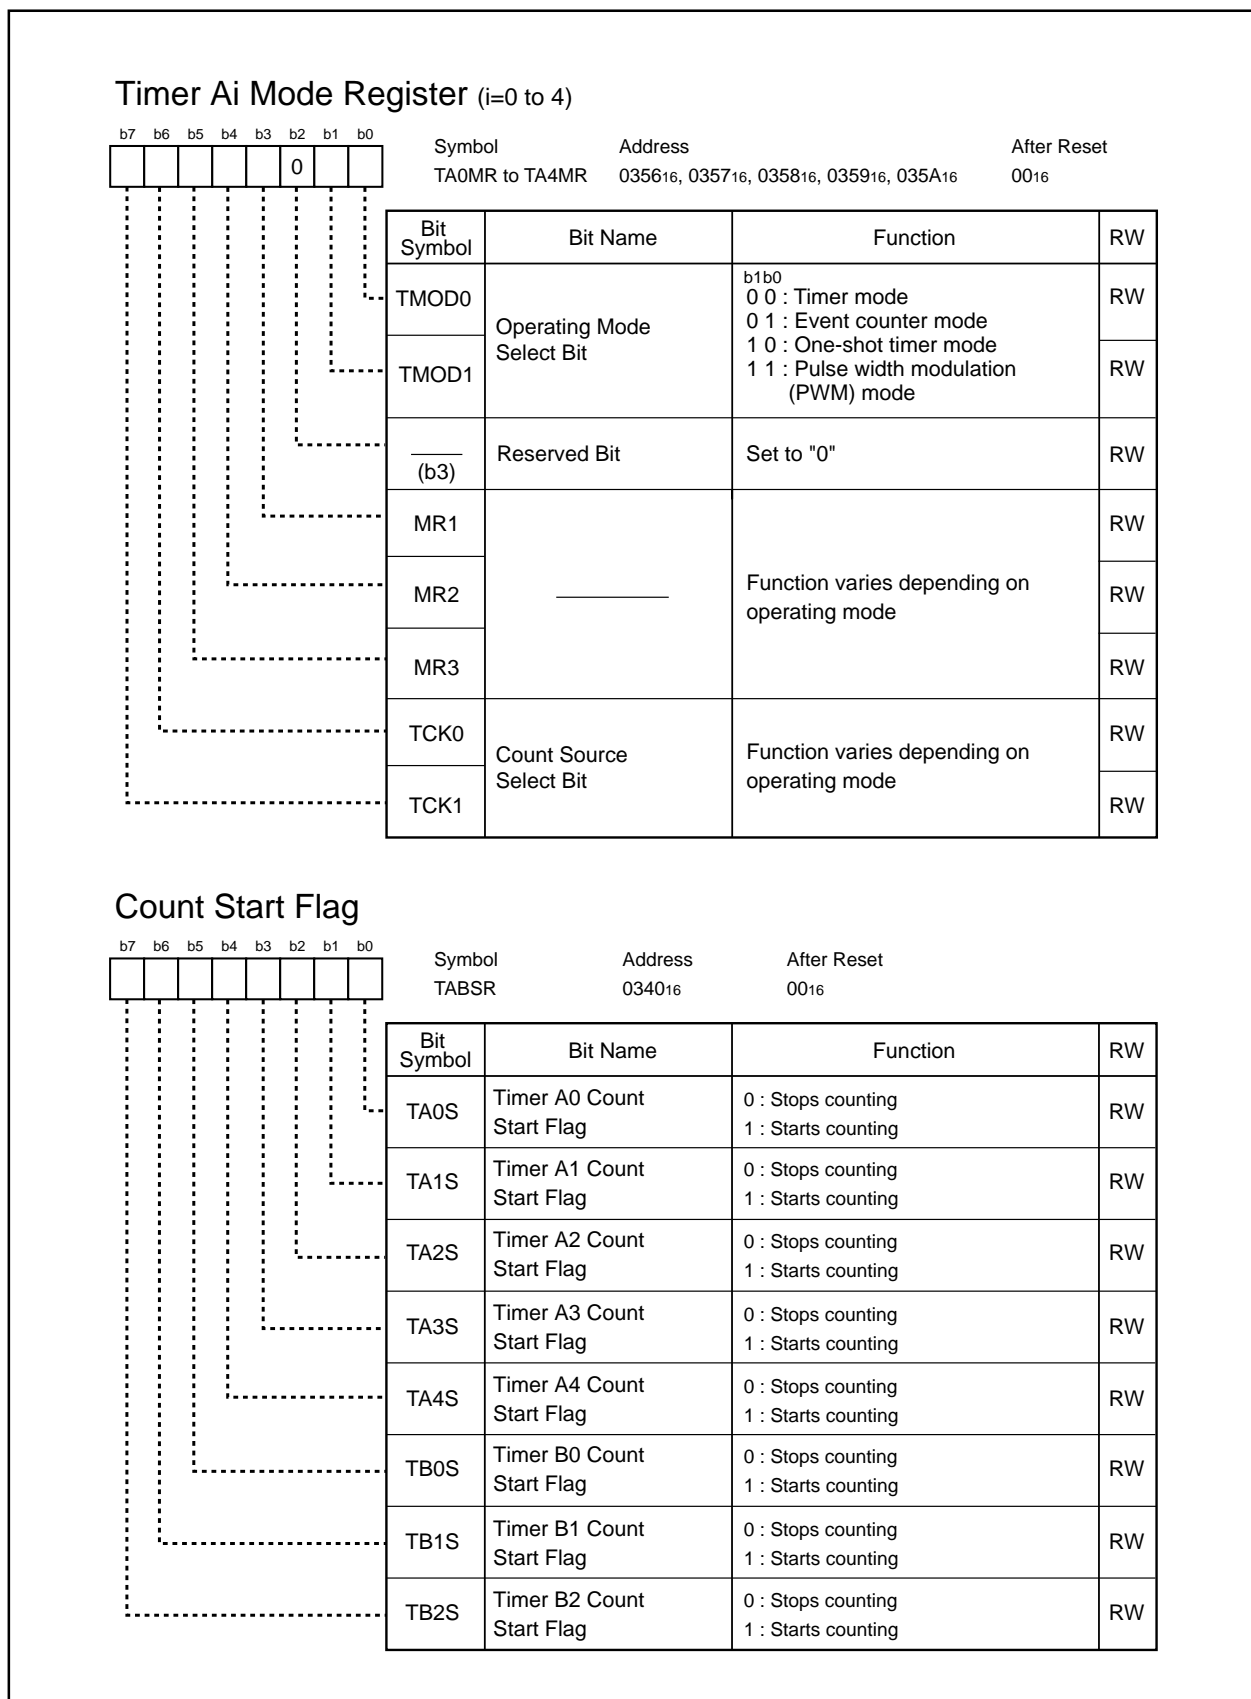 Timer Ai Mode Register (i=0 to 4)
b7 b6 b5 b4 b3 b2 b1 b0
0
Symbol Address After Reset
TA0MR to TA4MR 035616, 035716, 035816, 035916, 035A16 0016
Bit Symbol Bit Name Function RW
TMOD0
TMOD1
Operating Mode
Select Bit
b1b0
0 0 : Timer mode
0 1 : Event counter mode
1 0 : One-shot timer mode
1 1 : Pulse width modulation
(PWM) mode
RW
RW
(b3) Reserved Bit Set to "0" RW
MR1 RW
MR2 RW
MR3 RW
Function varies depending on
operating mode
TCK0 RW
TCK1 RW
Count Source
Select Bit
Function varies depending on
operating mode
Count Start Flag
b7 b6 b5 b4 b3 b2 b1 b0
Symbol Address After Reset
TABSR 034016 0016
Bit Symbol Bit Name Function RW
TA0S Timer A0 Count 0 : Stops counting RW
Start Flag 1 : Starts counting
TA1S Timer A1 Count 0 : Stops counting RW
Start Flag 1 : Starts counting
TA2S Timer A2 Count 0 : Stops counting RW
Start Flag 1 : Starts counting
TA3S Timer A3 Count 0 : Stops counting RW
Start Flag 1 : Starts counting
TA4S Timer A4 Count 0 : Stops counting RW
Start Flag 1 : Starts counting
TB0S Timer B0 Count 0 : Stops counting RW
Start Flag 1 : Starts counting
TB1S Timer B1 Count 0 : Stops counting RW
Start Flag 1 : Starts counting
TB2S Timer B2 Count 0 : Stops counting RW
Start Flag 1 : Starts counting